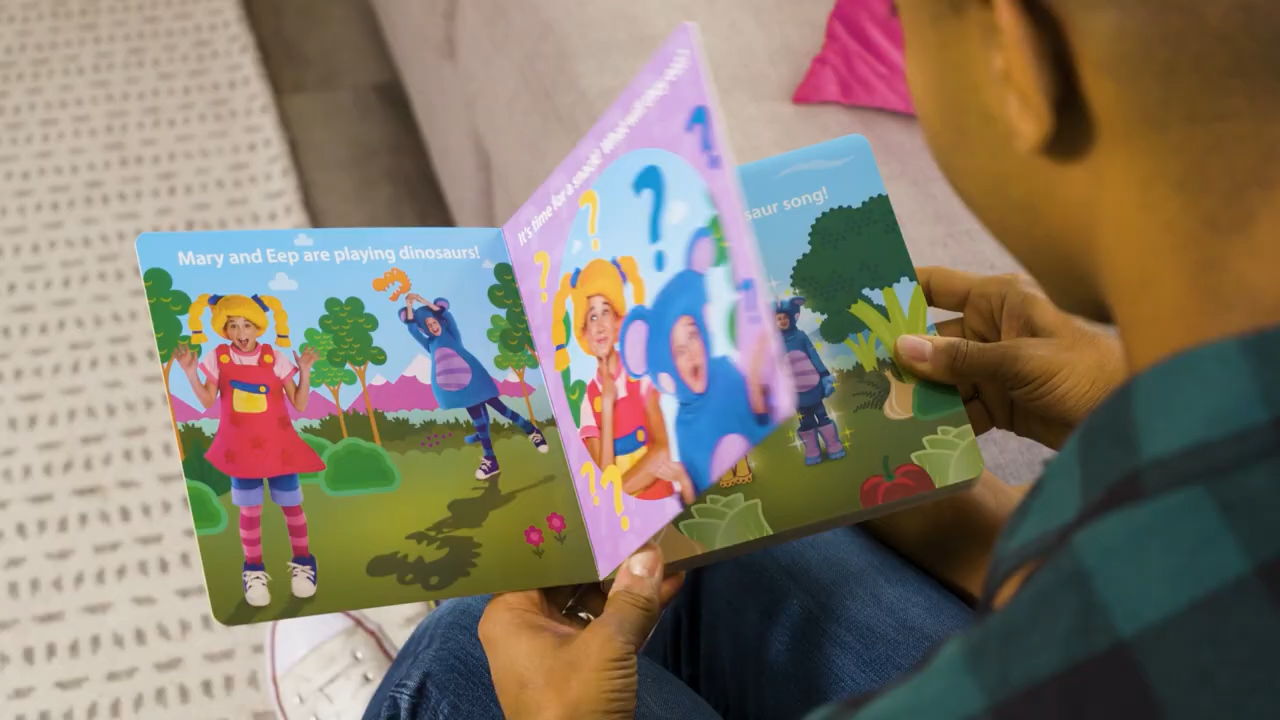 Mary and Eep are playing dinosaurs!
It's time for a snack!
saur song!